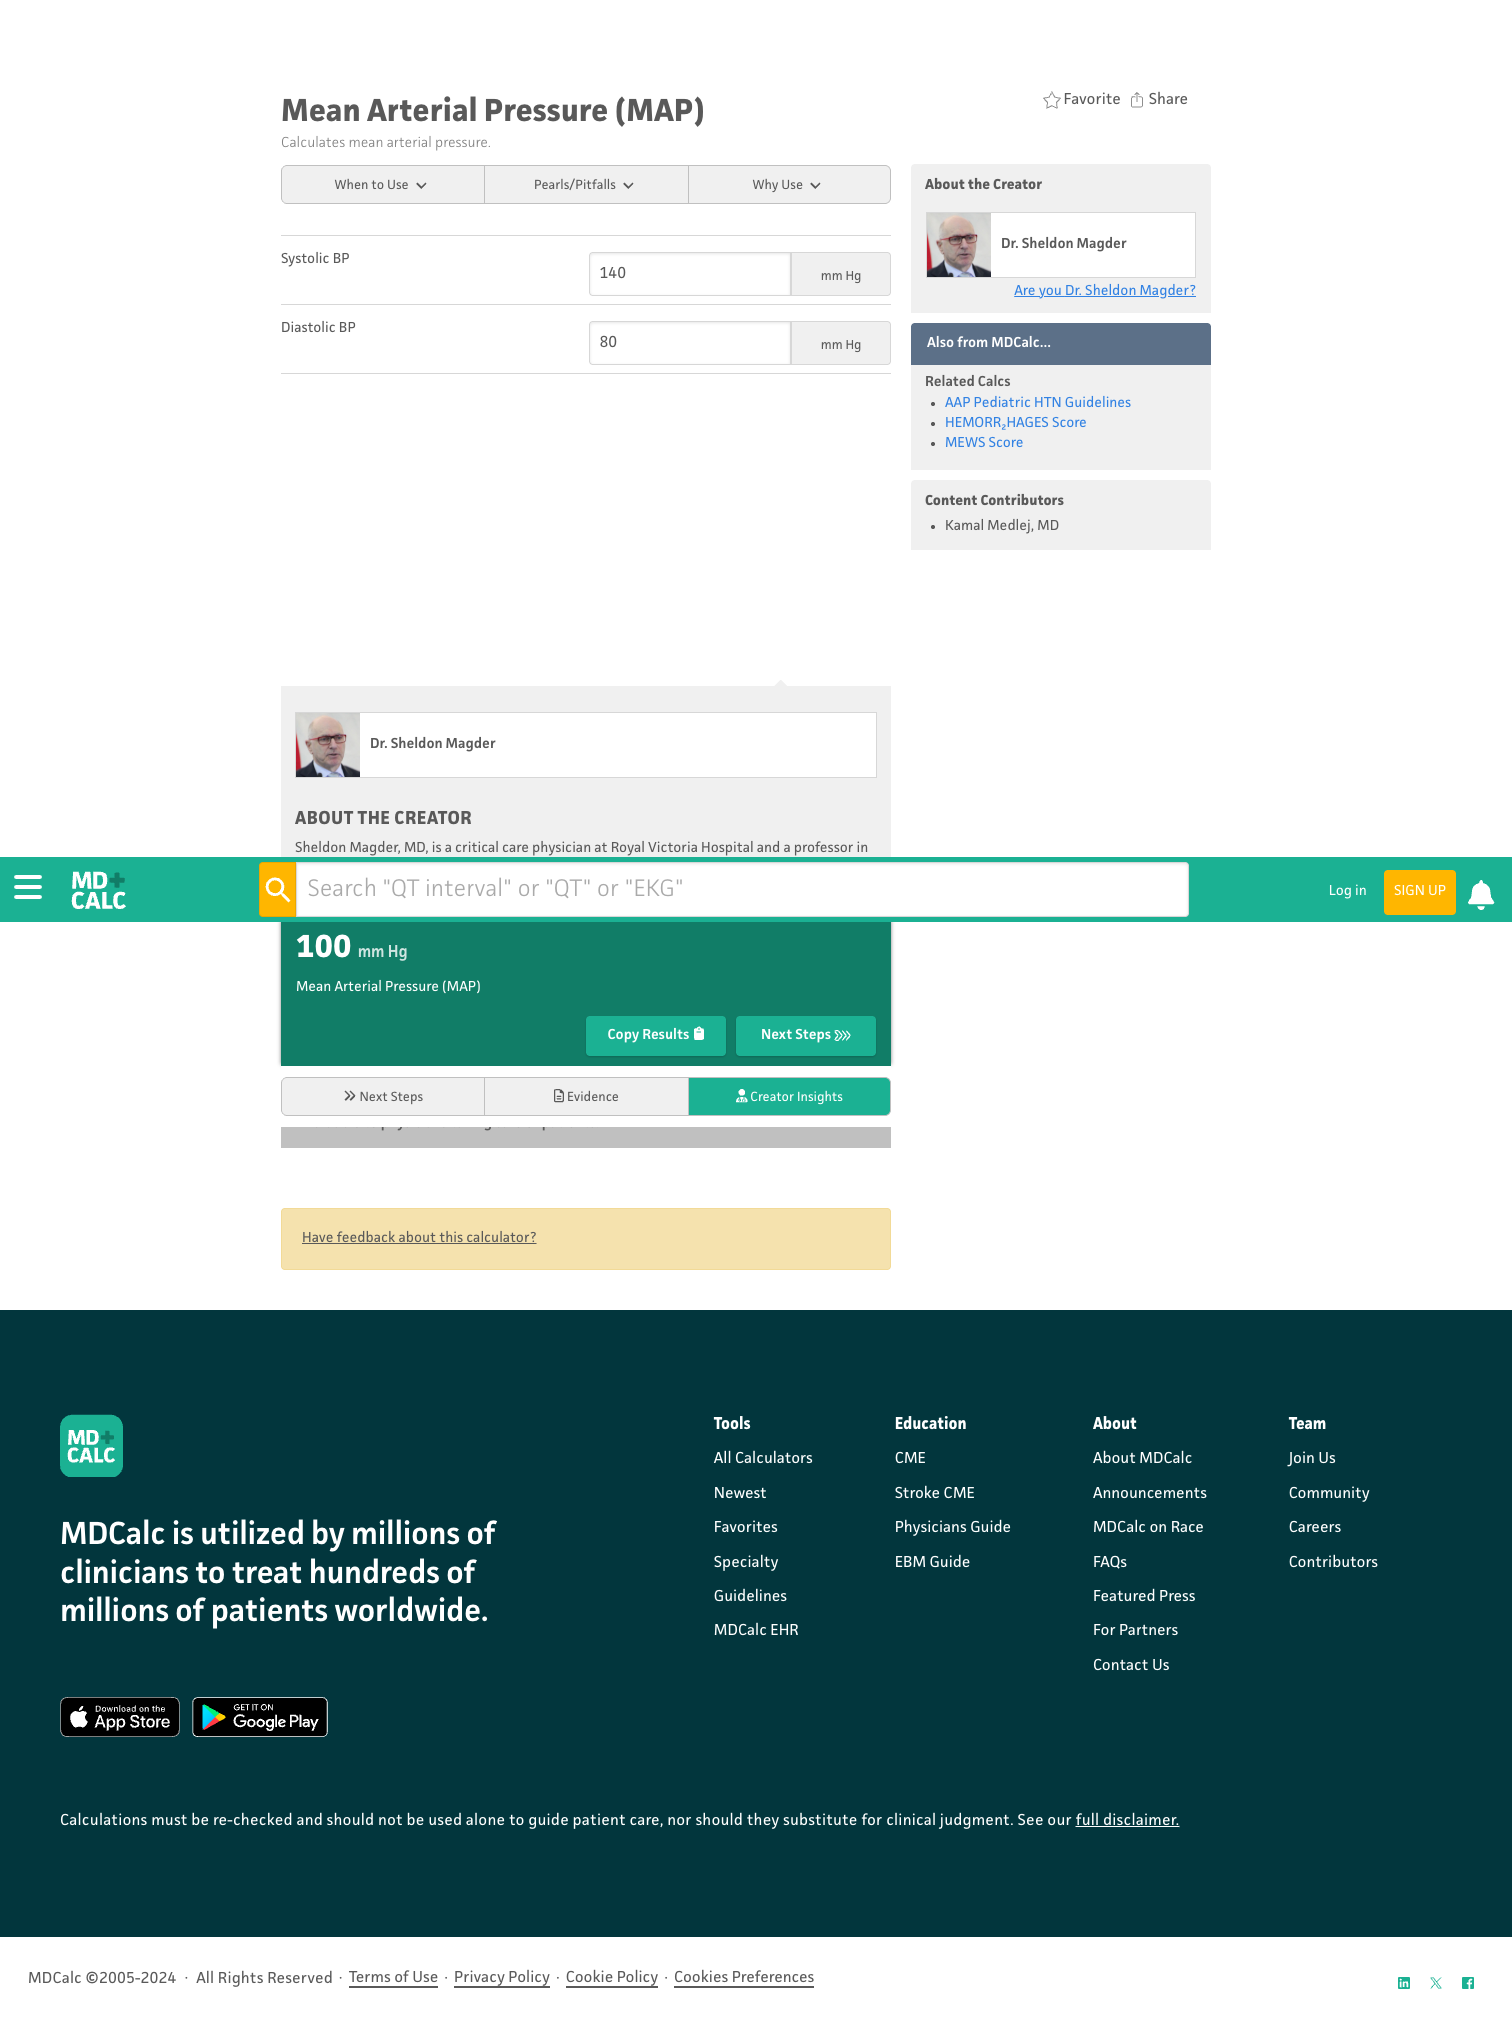 Mean Arterial Pressure (MAP)
Favorite
Share
Calculates mean arterial pressure.
When to Use
Pearls/Pitfalls
Why Use
Systolic BP
140
mm Hg
Diastolic BP
80
mm Hg
About the Creator
Dr. Sheldon Magder
Are you Dr. Sheldon Magder?
Also from MDCalc...
Related Calcs
AAP Pediatric HTN Guidelines
HEMORR₂HAGES Score
MEWS Score
Content Contributors
Kamal Medlej, MD
Dr. Sheldon Magder
ABOUT THE CREATOR
Sheldon Magder, MD, is a critical care physician at Royal Victoria Hospital and a professor in
MD+
CALC
Search "QT interval" or "QT" or "EKG"
Log in
SIGN UP
100 mm Hg
Mean Arterial Pressure (MAP)
Copy Results
Next Steps
Next Steps
Evidence
Creator Insights
Have feedback about this calculator?
MD+
CALC
MDCalc is utilized by millions of
clinicians to treat hundreds of
millions of patients worldwide.
Download on the
App Store
GET IT ON
Google Play
Tools
All Calculators
Newest
Favorites
Specialty
Guidelines
MDCalc EHR
Education
CME
Stroke CME
Physicians Guide
EBM Guide
About
About MDCalc
Announcements
MDCalc on Race
FAQs
Featured Press
For Partners
Contact Us
Team
Join Us
Community
Careers
Contributors
Calculations must be re-checked and should not be used alone to guide patient care, nor should they substitute for clinical judgment. See our full disclaimer.
MDCalc ©2005-2024 · All Rights Reserved · Terms of Use · Privacy Policy · Cookie Policy · Cookies Preferences